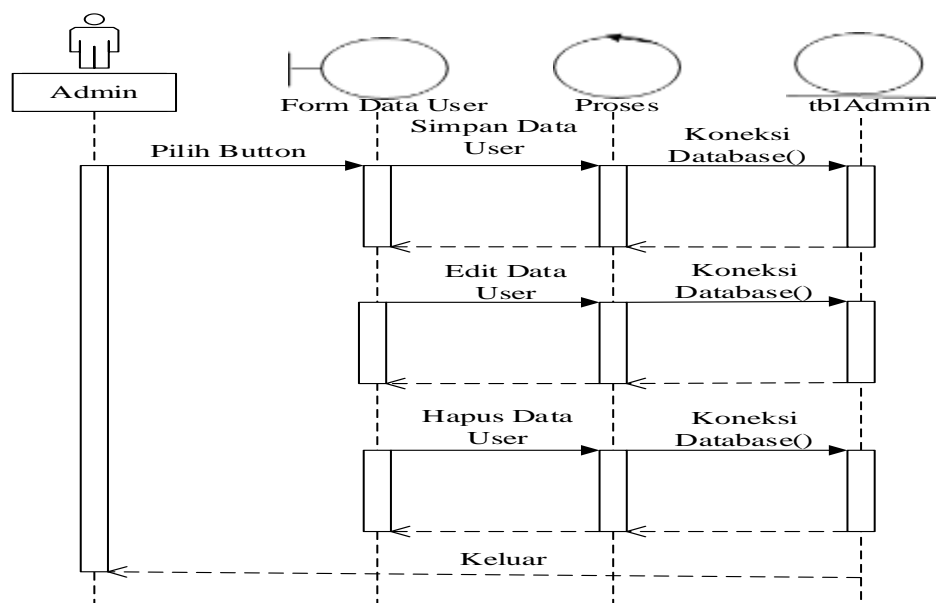 Admin
Form Data User
Proses
tblAdmin
Pilih Button
Simpan Data
User
Koneksi
Database()
Edit Data
User
Koneksi
Database()
Hapus Data
User
Koneksi
Database()
Keluar